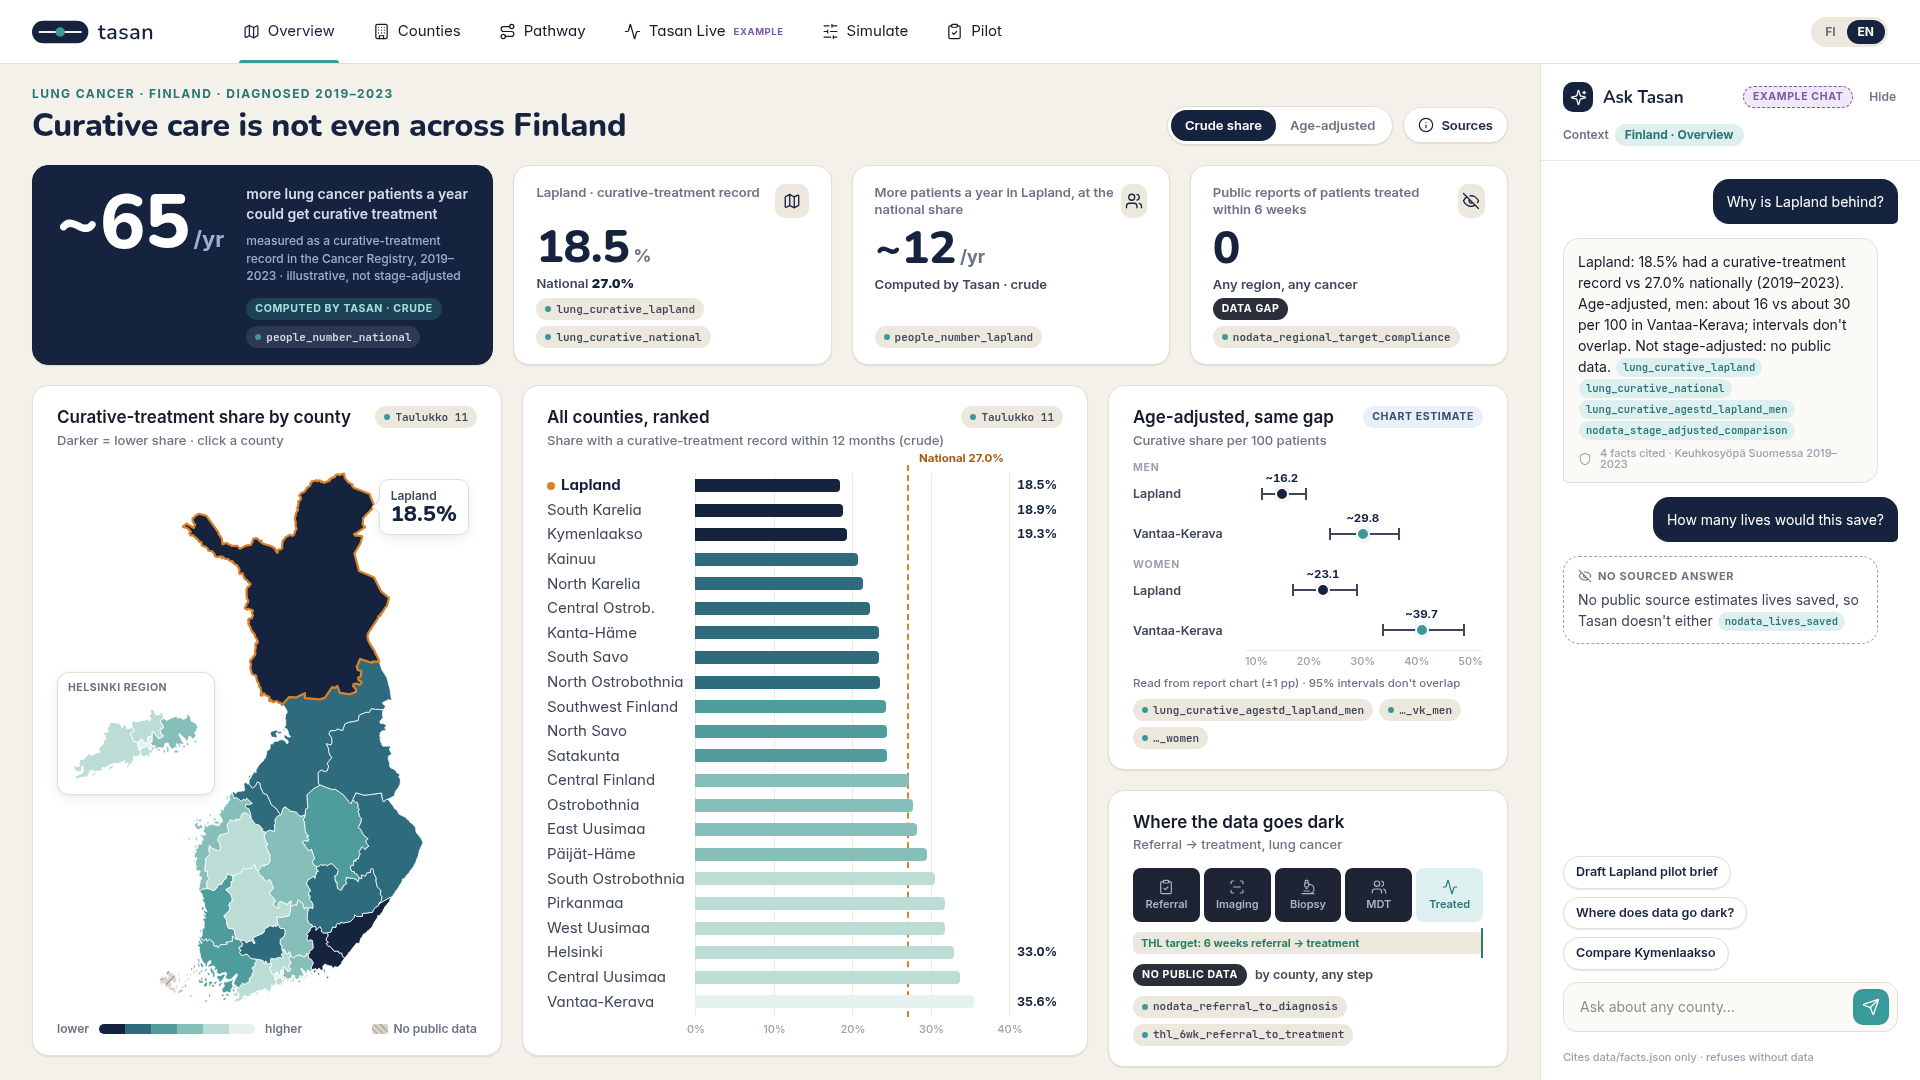 tasan
Overview
Counties
Pathway
Tasan Live EXAMPLE
Simulate
Pilot
FI EN
LUNG CANCER · FINLAND · DIAGNOSED 2019–2023
Curative care is not even across Finland
Crude share
Age-adjusted
Sources
~65 /yr
more lung cancer patients a year
could get curative treatment
measured as a curative-treatment
record in the Cancer Registry, 2019–
2023 · illustrative, not stage-adjusted
COMPUTED BY TASAN · CRUDE
people_number_national
Lapland · curative-treatment record
18.5 %
National 27.0%
lung_curative_lapland
lung_curative_national
More patients a year in Lapland, at the
national share
~12 /yr
Computed by Tasan · crude
people_number_lapland
Public reports of patients treated
within 6 weeks
0
Any region, any cancer
DATA GAP
nodata_regional_target_compliance
Curative-treatment share by county
Taulukko 11
Darker = lower share · click a county
Lapland
18.5%
HELSINKI REGION
lower
higher
No public data
All counties, ranked
Taulukko 11
Share with a curative-treatment record within 12 months (crude)
National 27.0%
Lapland 18.5%
South Karelia 18.9%
Kymenlaakso 19.3%
Kainuu
North Karelia
Central Ostrob.
Kanta-Häme
South Savo
North Ostrobothnia
Southwest Finland
North Savo
Satakunta
Central Finland
Ostrobothnia
East Uusimaa
Päijät-Häme
South Ostrobothnia
Pirkanmaa
West Uusimaa
Helsinki 33.0%
Central Uusimaa
Vantaa-Kerava 35.6%
0% 10% 20% 30% 40%
Age-adjusted, same gap
CHART ESTIMATE
Curative share per 100 patients
MEN
~16.2
Lapland
~29.8
Vantaa-Kerava
WOMEN
~23.1
Lapland
~39.7
Vantaa-Kerava
10% 20% 30% 40% 50%
Read from report chart (±1 pp) · 95% intervals don't overlap
lung_curative_agestd_lapland_men
…_vk_men
…_women
Where the data goes dark
Referral → treatment, lung cancer
Referral
Imaging
Biopsy
MDT
Treated
THL target: 6 weeks referral → treatment
NO PUBLIC DATA by county, any step
nodata_referral_to_diagnosis
thl_6wk_referral_to_treatment
Ask Tasan
EXAMPLE CHAT
Hide
Context Finland · Overview
Why is Lapland behind?
Lapland: 18.5% had a curative-treatment
record vs 27.0% nationally (2019–2023).
Age-adjusted, men: about 16 vs about 30
per 100 in Vantaa-Kerava; intervals don't
overlap. Not stage-adjusted: no public
data. lung_curative_lapland
lung_curative_national
lung_curative_agestd_lapland_men
nodata_stage_adjusted_comparison
4 facts cited · Keuhkosyöpä Suomessa 2019–
2023
How many lives would this save?
NO SOURCED ANSWER
No public source estimates lives saved, so
Tasan doesn't either nodata_lives_saved
Draft Lapland pilot brief
Where does data go dark?
Compare Kymenlaakso
Ask about any county…
Cites data/facts.json only · refuses without data